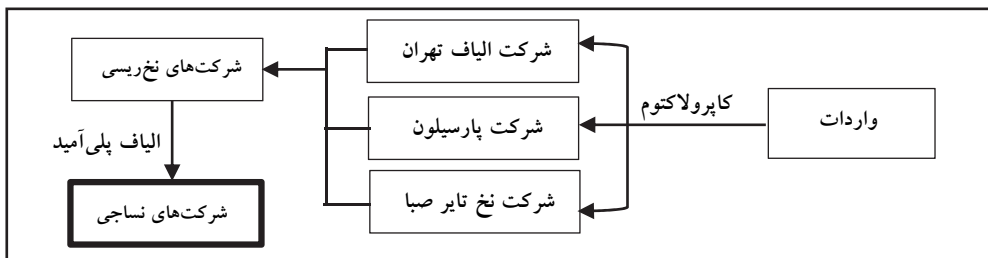 واردات
کاپرولاکتوم
شرکت الیاف تهران
شرکت پارسیلون
شرکت نخ تایر صبا
شرکت‌های نخ‌ریسی
الیاف پلی‌آمید
شرکت‌های نساجی